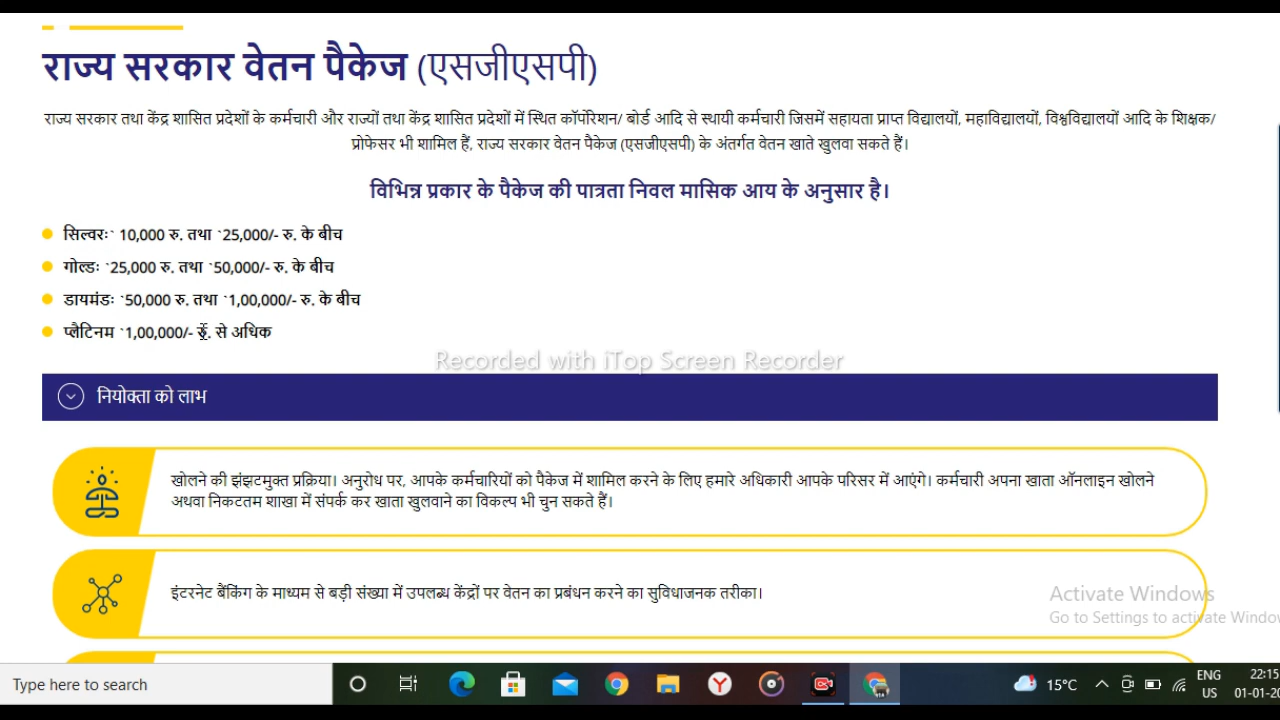 राज्य सरकार वेतन पैकेज (एसजीएसपी)
राज्य सरकार तथा केंद्र शासित प्रदेशों के कर्मचारी और राज्यों तथा केंद्र शासित प्रदेशों में स्थित कॉर्पोरेशन/ बोर्ड आदि से स्थायी कर्मचारी जिसमें सहायता प्राप्त विद्यालयों, महाविद्यालयों, विश्वविद्यालयों आदि के शिक्षक/
प्रोफेसर भी शामिल हैं, राज्य सरकार वेतन पैकेज (एसजीएसपी) के अंतर्गत वेतन खाते खुलवा सकते हैं।
विभिन्न प्रकार के पैकेज की पात्रता निवल मासिक आय के अनुसार है।
सिल्वरः` 10,000 रु. तथा `25,000/- रु. के बीच
गोल्डः `25,000 रु. तथा `50,000/- रु. के बीच
डायमंडः `50,000 रु. तथा `1,00,000/- रु. के बीच
प्लैटिनम `1,00,000/- रु. से अधिक
Recorded with iTop Screen Recorder
नियोक्ता को लाभ
खोलने की झंझटमुक्त प्रक्रिया। अनुरोध पर, आपके कर्मचारियों को पैकेज में शामिल करने के लिए हमारे अधिकारी आपके परिसर में आएंगे। कर्मचारी अपना खाता ऑनलाइन खोलने
अथवा निकटतम शाखा में संपर्क कर खाता खुलवाने का विकल्प भी चुन सकते हैं।
इंटरनेट बैंकिंग के माध्यम से बड़ी संख्या में उपलब्ध केंद्रों पर वेतन का प्रबंधन करने का सुविधाजनक तरीका।
Activate Windows
Go to Settings to activate Window
Type here to search
15°C
ENG
US
22:15
01-01-20